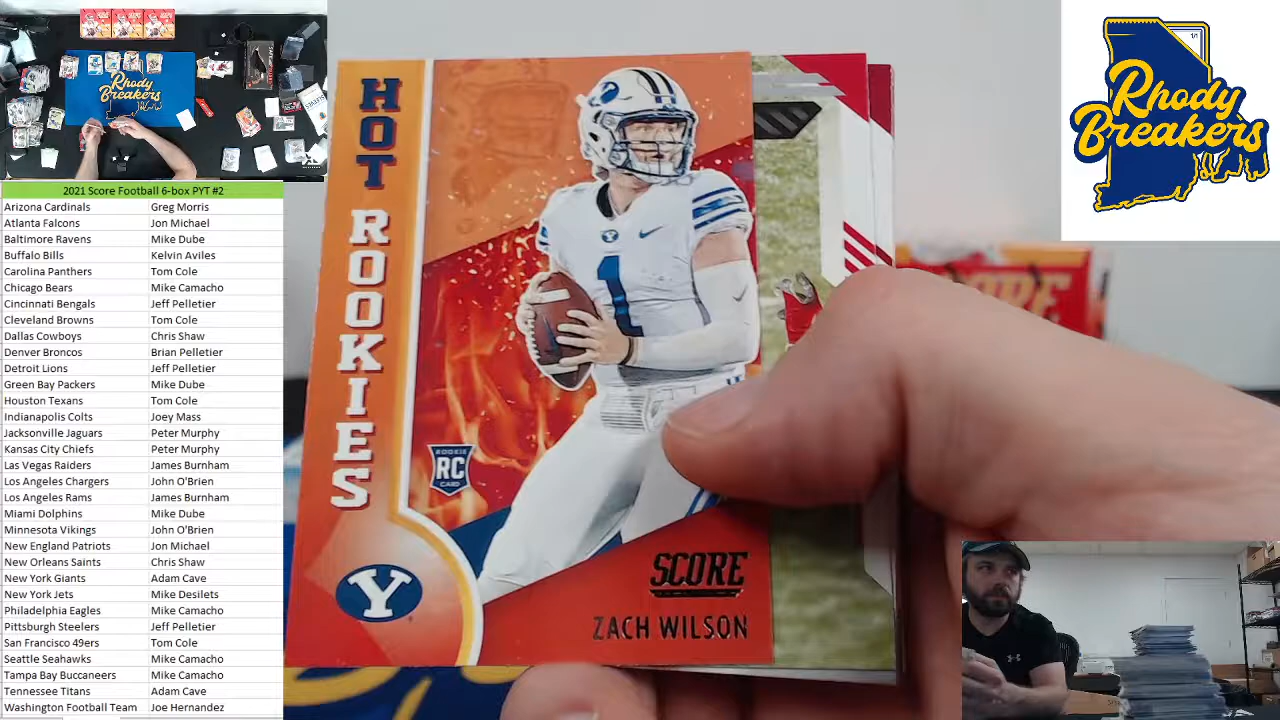 Rhody
Breakers
2021 Score Football 6-box PYT #2
Arizona Cardinals Greg Morris
Atlanta Falcons Jon Michael
Baltimore Ravens Mike Dube
Buffalo Bills Kelvin Aviles
Carolina Panthers Tom Cole
Chicago Bears Mike Camacho
Cincinnati Bengals Jeff Pelletier
Cleveland Browns Tom Cole
Dallas Cowboys Chris Shaw
Denver Broncos Brian Pelletier
Detroit Lions Jeff Pelletier
Green Bay Packers Mike Dube
Houston Texans Tom Cole
Indianapolis Colts Joey Mass
Jacksonville Jaguars Peter Murphy
Kansas City Chiefs Peter Murphy
Las Vegas Raiders James Burnham
Los Angeles Chargers John O'Brien
Los Angeles Rams James Burnham
Miami Dolphins Mike Dube
Minnesota Vikings John O'Brien
New England Patriots Jon Michael
New Orleans Saints Chris Shaw
New York Giants Adam Cave
New York Jets Mike Desilets
Philadelphia Eagles Mike Camacho
Pittsburgh Steelers Jeff Pelletier
San Francisco 49ers Tom Cole
Seattle Seahawks Mike Camacho
Tampa Bay Buccaneers Mike Camacho
Tennessee Titans Adam Cave
Washington Football Team Joe Hernandez
HOT ROOKIES
1
ROOKIE
RC
CARD
Y
SCORE
ZACH WILSON
1/1
Rhody
Breakers